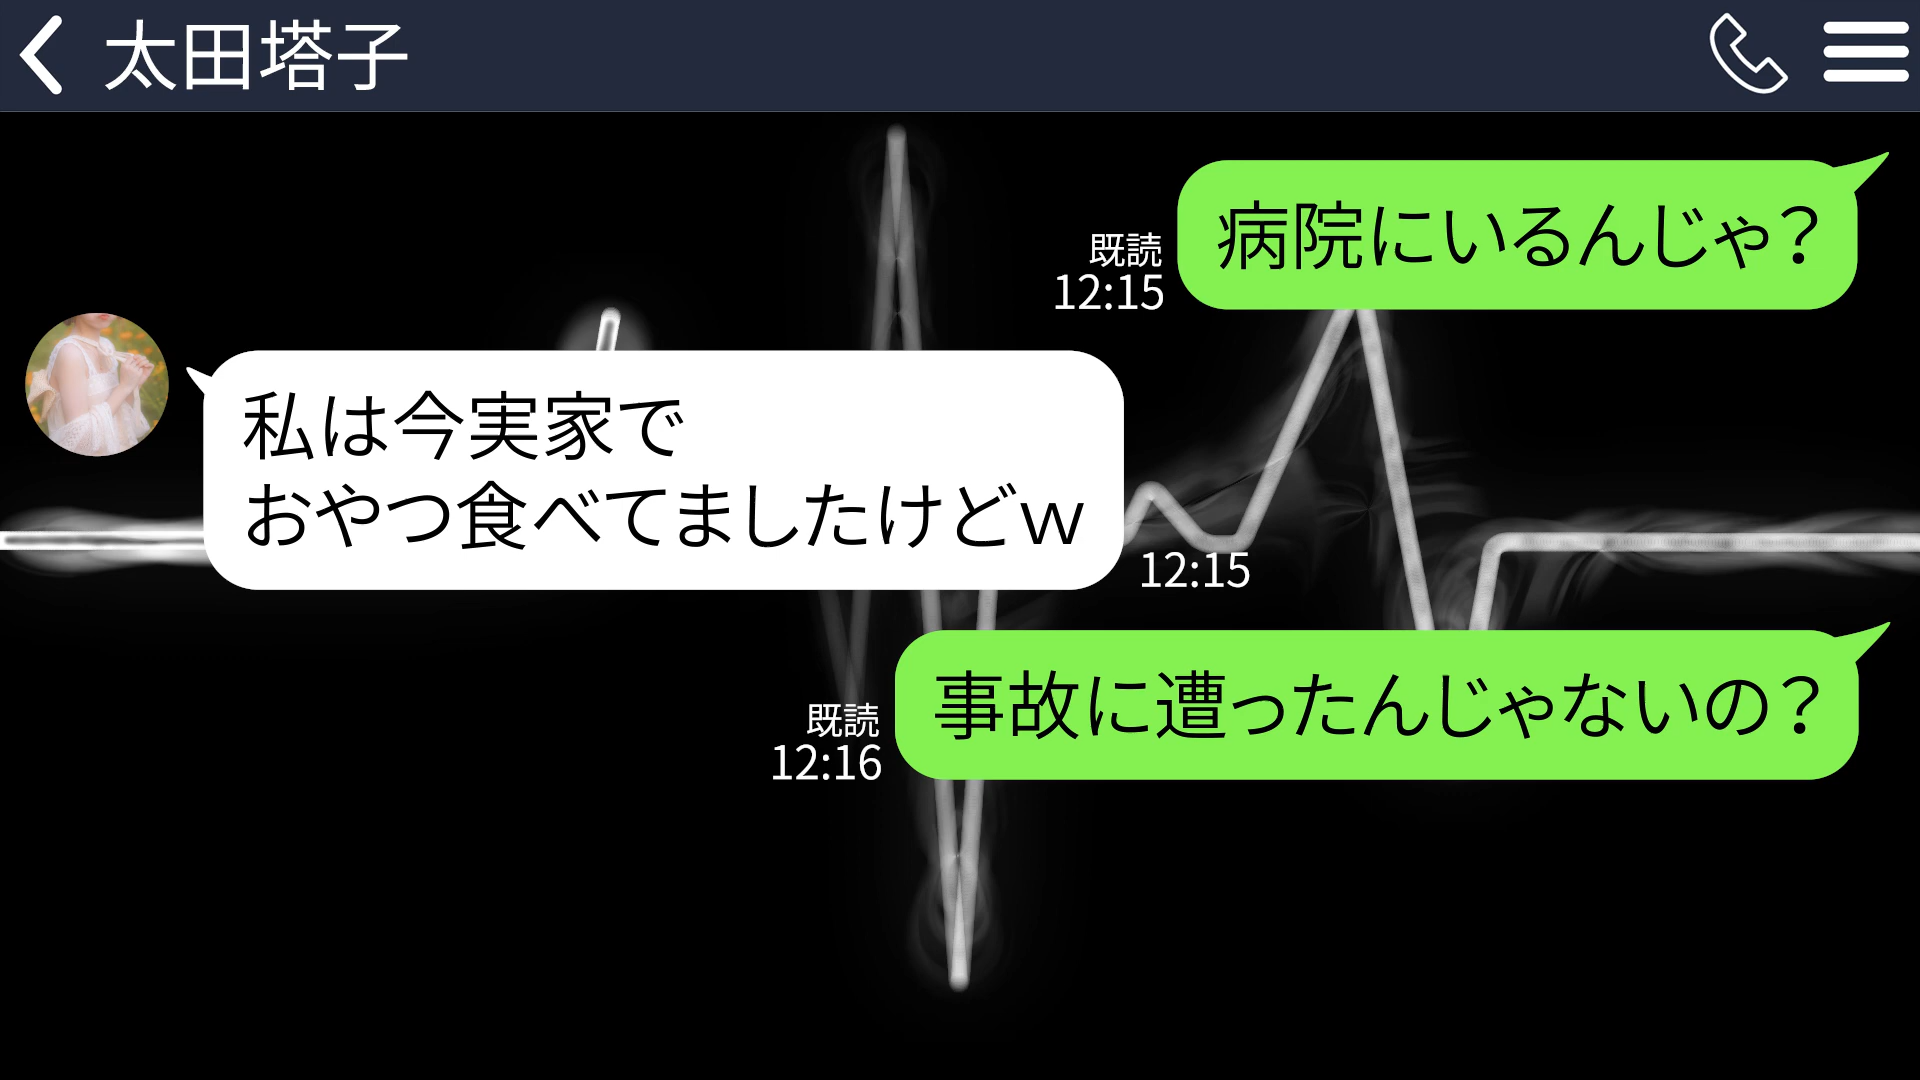 太田塔子
病院にいるんじゃ？
既読
12:15
私は今実家で
おやつ食べてましたけどｗ
12:15
事故に遭ったんじゃないの？
既読
12:16